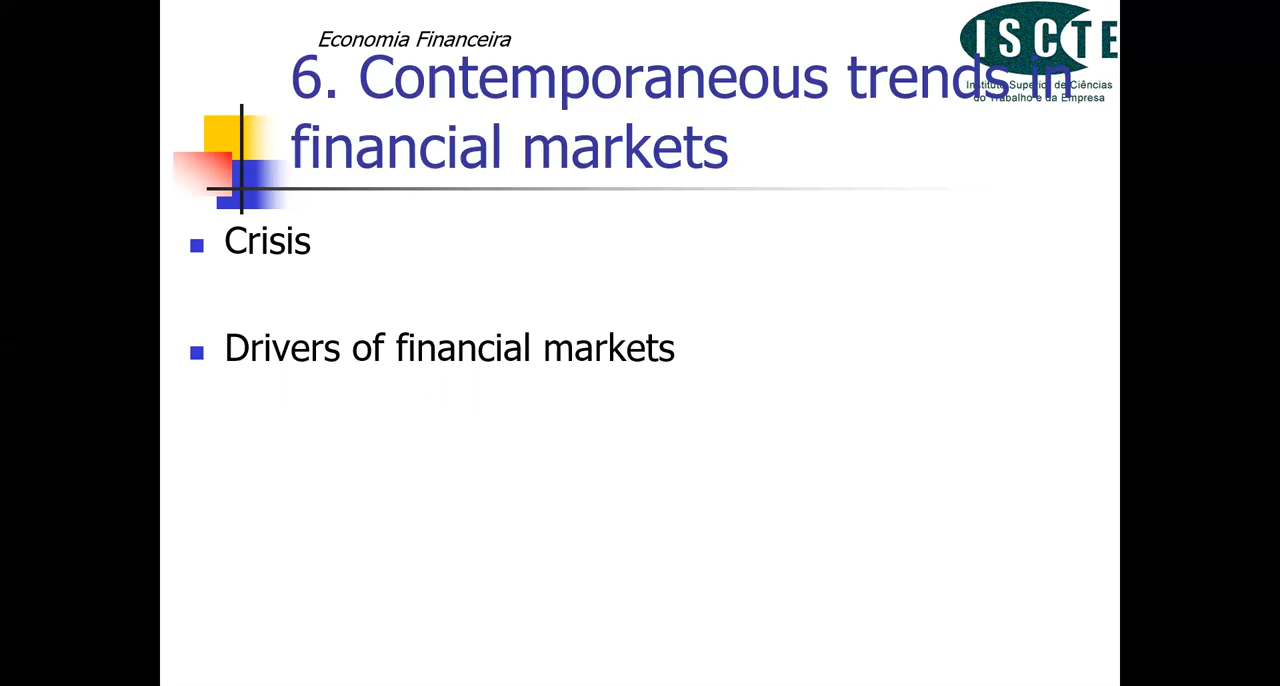 Economia Financeira
ISCTE
Instituto Superior de Ciências
do Trabalho e da Empresa
6. Contemporaneous trends in
financial markets
Crisis
Drivers of financial markets